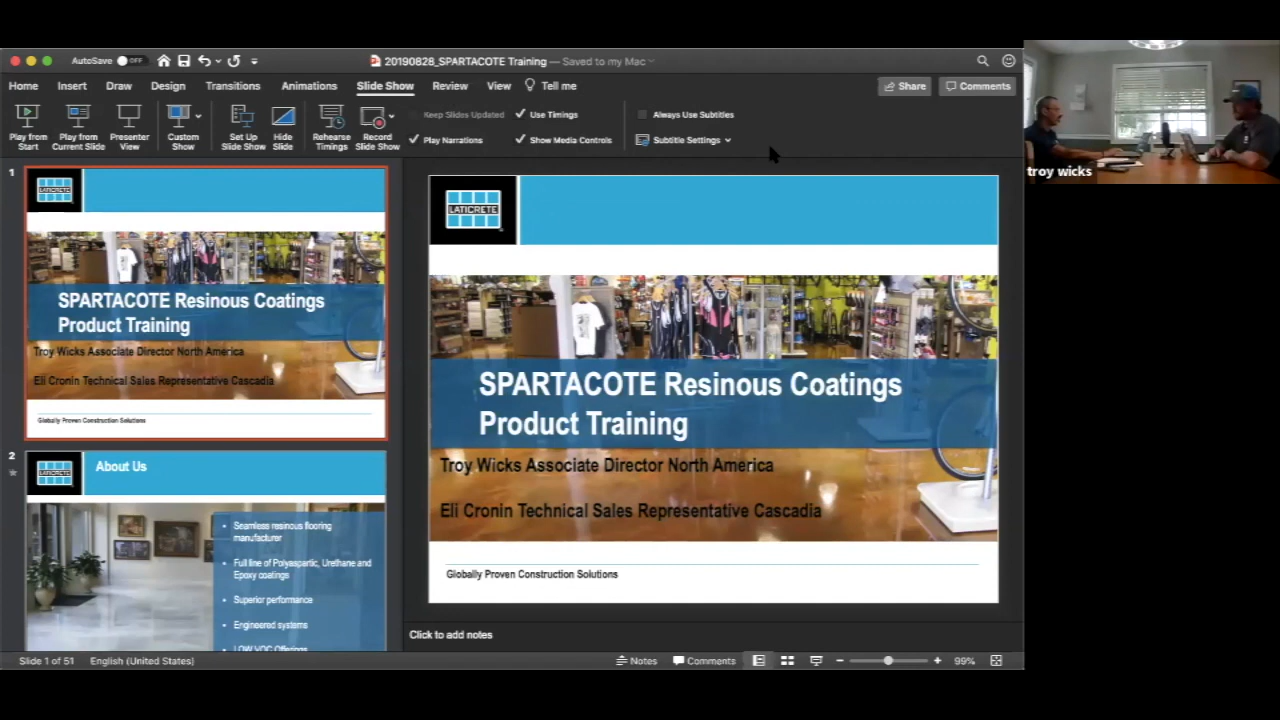 AutoSave OFF
20190828_SPARTACOTE Training — Saved to my Mac
Home Insert Draw Design Transitions Animations Slide Show Review View Tell me
Share Comments
Play from Start
Play from Current Slide
Presenter View
Custom Show
Set Up Slide Show
Hide Slide
Rehearse Timings
Record Slide Show
Keep Slides Updated
Play Narrations
Use Timings
Show Media Controls
Always Use Subtitles
Subtitle Settings
troy wicks
1
LATICRETE
SPARTACOTE Resinous Coatings
Product Training
Troy Wicks Associate Director North America
Eli Cronin Technical Sales Representative Cascadia
Globally Proven Construction Solutions
2
LATICRETE
About Us
• Seamless resinous flooring
manufacturer
• Full line of Polyaspartic, Urethane and
Epoxy coatings
• Superior performance
• Engineered systems
• LOW VOC Offerings
LATICRETE
SPARTACOTE Resinous Coatings
Product Training
Troy Wicks Associate Director North America
Eli Cronin Technical Sales Representative Cascadia
Globally Proven Construction Solutions
Click to add notes
Slide 1 of 51 English (United States) Notes Comments 99%